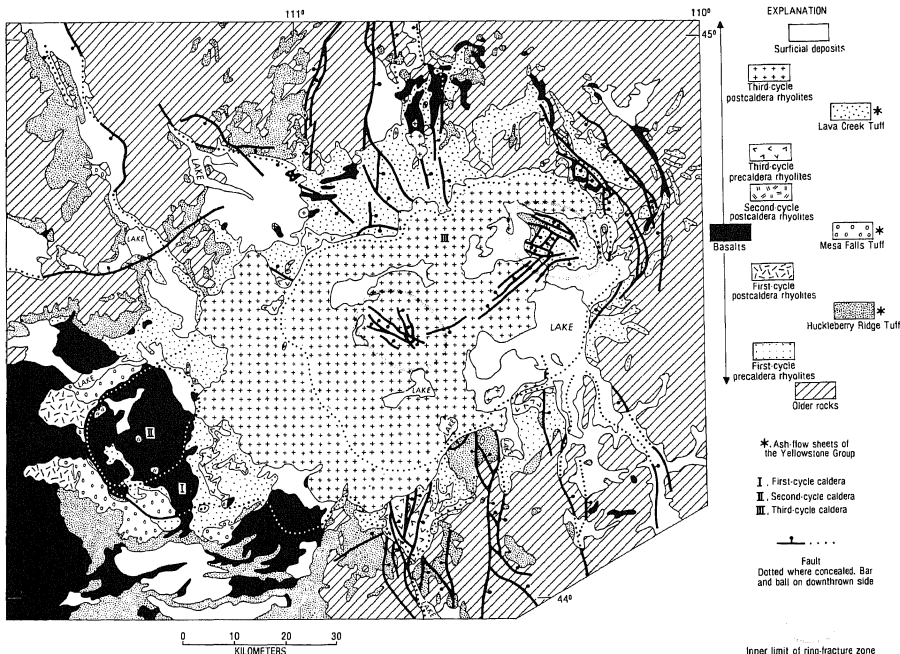 111°
110°
45°
LAKE
LAKE
III
LAKE
LAKE
LAKE
LAKE
II
I
44°
0 10 20 30
KILOMETERS
EXPLANATION
Surficial deposits
Third-cycle
postcaldera rhyolites
Lava Creek Tuff
*
Third-cycle
precaldera rhyolites
Second-cycle
postcaldera rhyolites
Basalts
Mesa Falls Tuff
*
First-cycle
postcaldera rhyolites
Huckleberry Ridge Tuff
*
First-cycle
precaldera rhyolites
Older rocks
*, Ash-flow sheets of
the Yellowstone Group
I, First-cycle caldera
II, Second-cycle caldera
III, Third-cycle caldera
Fault
Dotted where concealed. Bar
and ball on downthrown side
Inner limit of ring-fracture zone